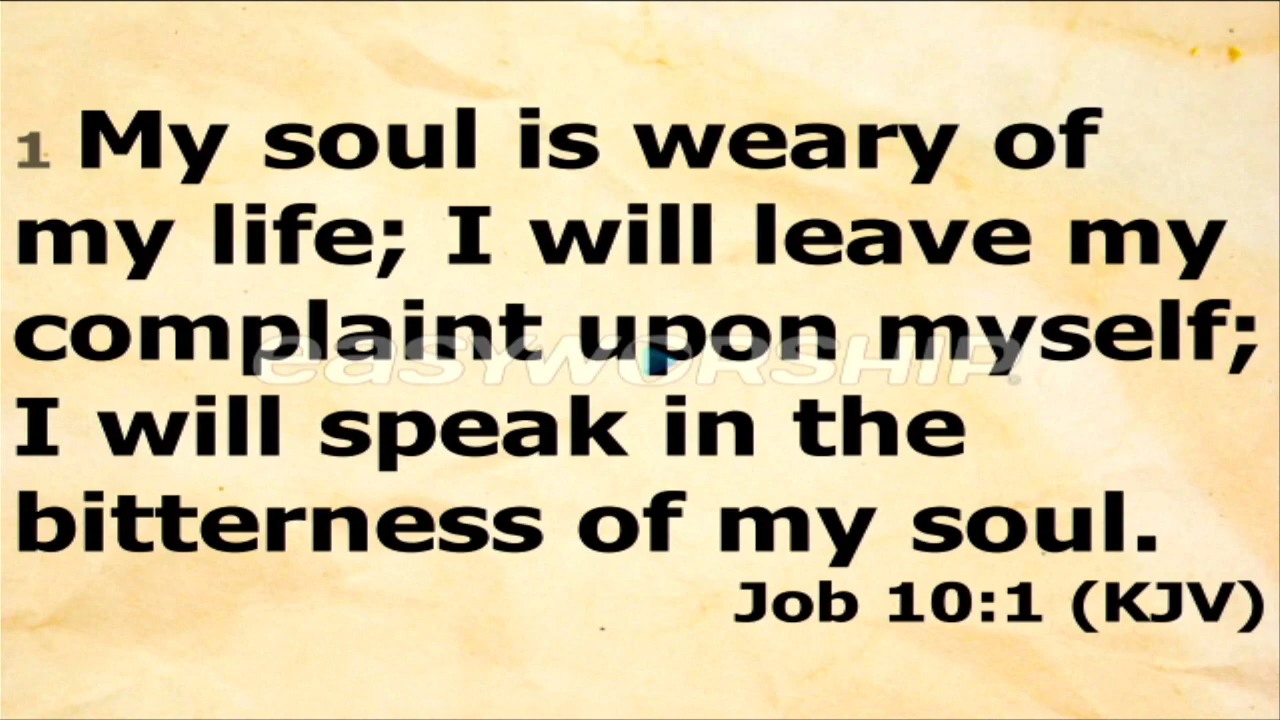 1 My soul is weary of
my life; I will leave my
complaint upon myself;
I will speak in the
bitterness of my soul.
Job 10:1 (KJV)
easyworship